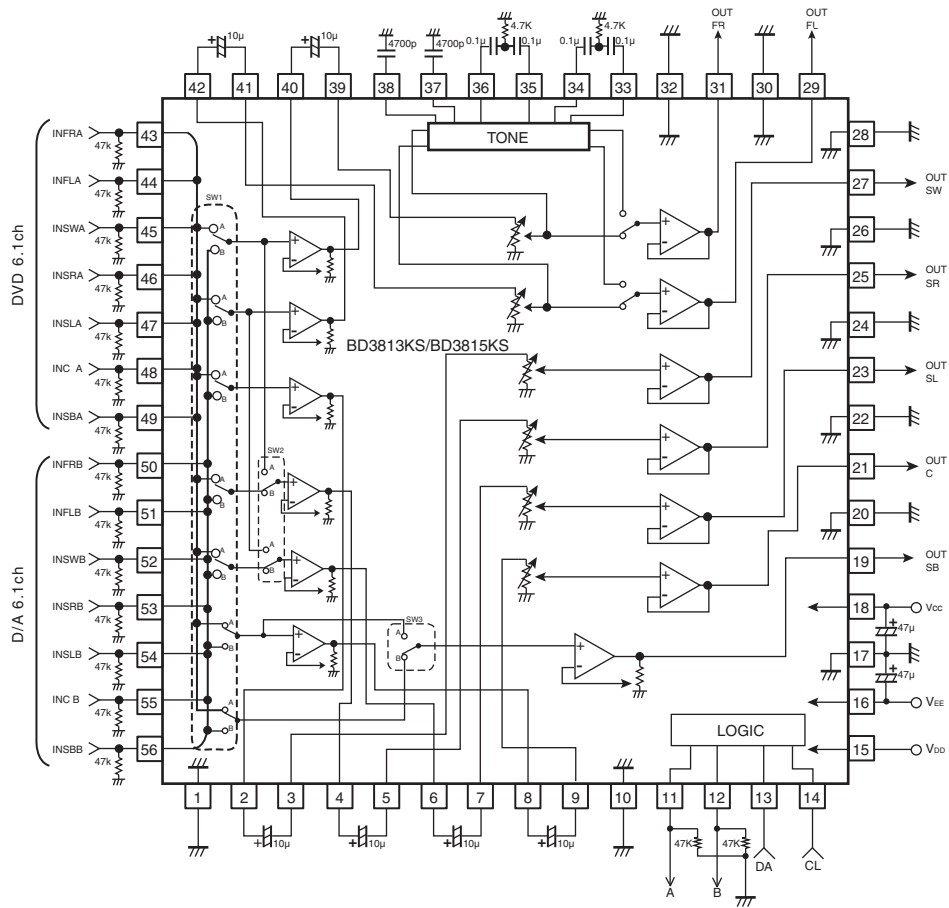 10μ
10μ
4700p
4700p
4.7K
0.1μ
0.1μ
4.7K
0.1μ
0.1μ
OUT
FR
OUT
FL
42
41
40
39
38
37
36
35
34
33
32
31
30
29
TONE
DVD 6.1ch
INFRA
47k
43
INFLA
47k
44
INSWA
47k
45
INSRA
47k
46
INSLA
47k
47
INC A
47k
48
INSBA
47k
49
D/A 6.1ch
INFRB
47k
50
INFLB
47k
51
INSWB
47k
52
INSRB
47k
53
INSLB
47k
54
INC B
47k
55
INSBB
47k
56
SW1
A
B
A
B
A
B
A
B
A
B
A
B
A
B
SW2
A
B
A
B
SW3
A
B
+
-
+
-
+
-
+
-
+
-
+
-
+
-
+
-
+
-
+
-
+
-
+
-
+
-
BD3813KS/BD3815KS
28
27
OUT
SW
26
25
OUT
SR
24
23
OUT
SL
22
21
OUT
C
20
19
OUT
SB
18
Vcc
47μ
17
47μ
16
VEE
15
VDD
LOGIC
1
2
3
4
5
6
7
8
9
10
11
12
13
14
10μ
10μ
10μ
10μ
47K
47K
A
B
DA
CL